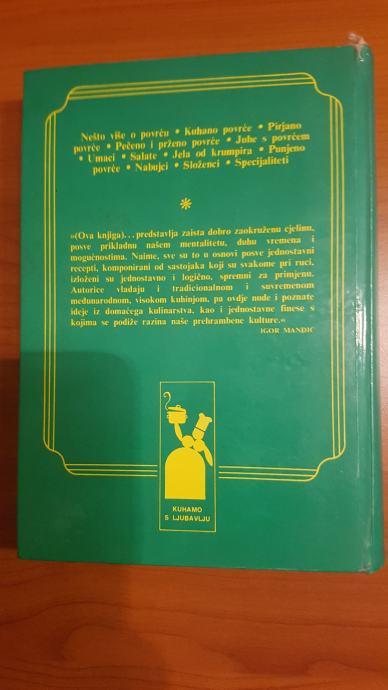 Nešto više o povrću • Kuhano povrće • Pirjano
povrće • Pečeno i prženo povrće • Juhe s povrćem
• Umaci • Salate • Jela od krumpira • Punjeno
povrće • Nabujci • Složenci • Specijaliteti
»(Ova knjiga)... predstavlja zaista dobro zaokruženu cjelinu,
posve prikladnu našem mentalitetu, duhu vremena i
mogućnostima. Naime, sve su to u osnovi posve jednostavni
recepti, komponirani od sastojaka koji su svakome pri ruci,
izloženi su jednostavno i logično, spremni za primjenu.
Autorice vladaju i tradicionalnom i suvremenom
međunarodnom, visokom kuhinjom, pa ovdje nude i poznate
ideje iz domaćega kulinarstva, kao i jednostavne finese s
kojima se podiže razina naše prehrambene kulture.«
IGOR MANDIĆ
KUHAMO
S LJUBAVLJU